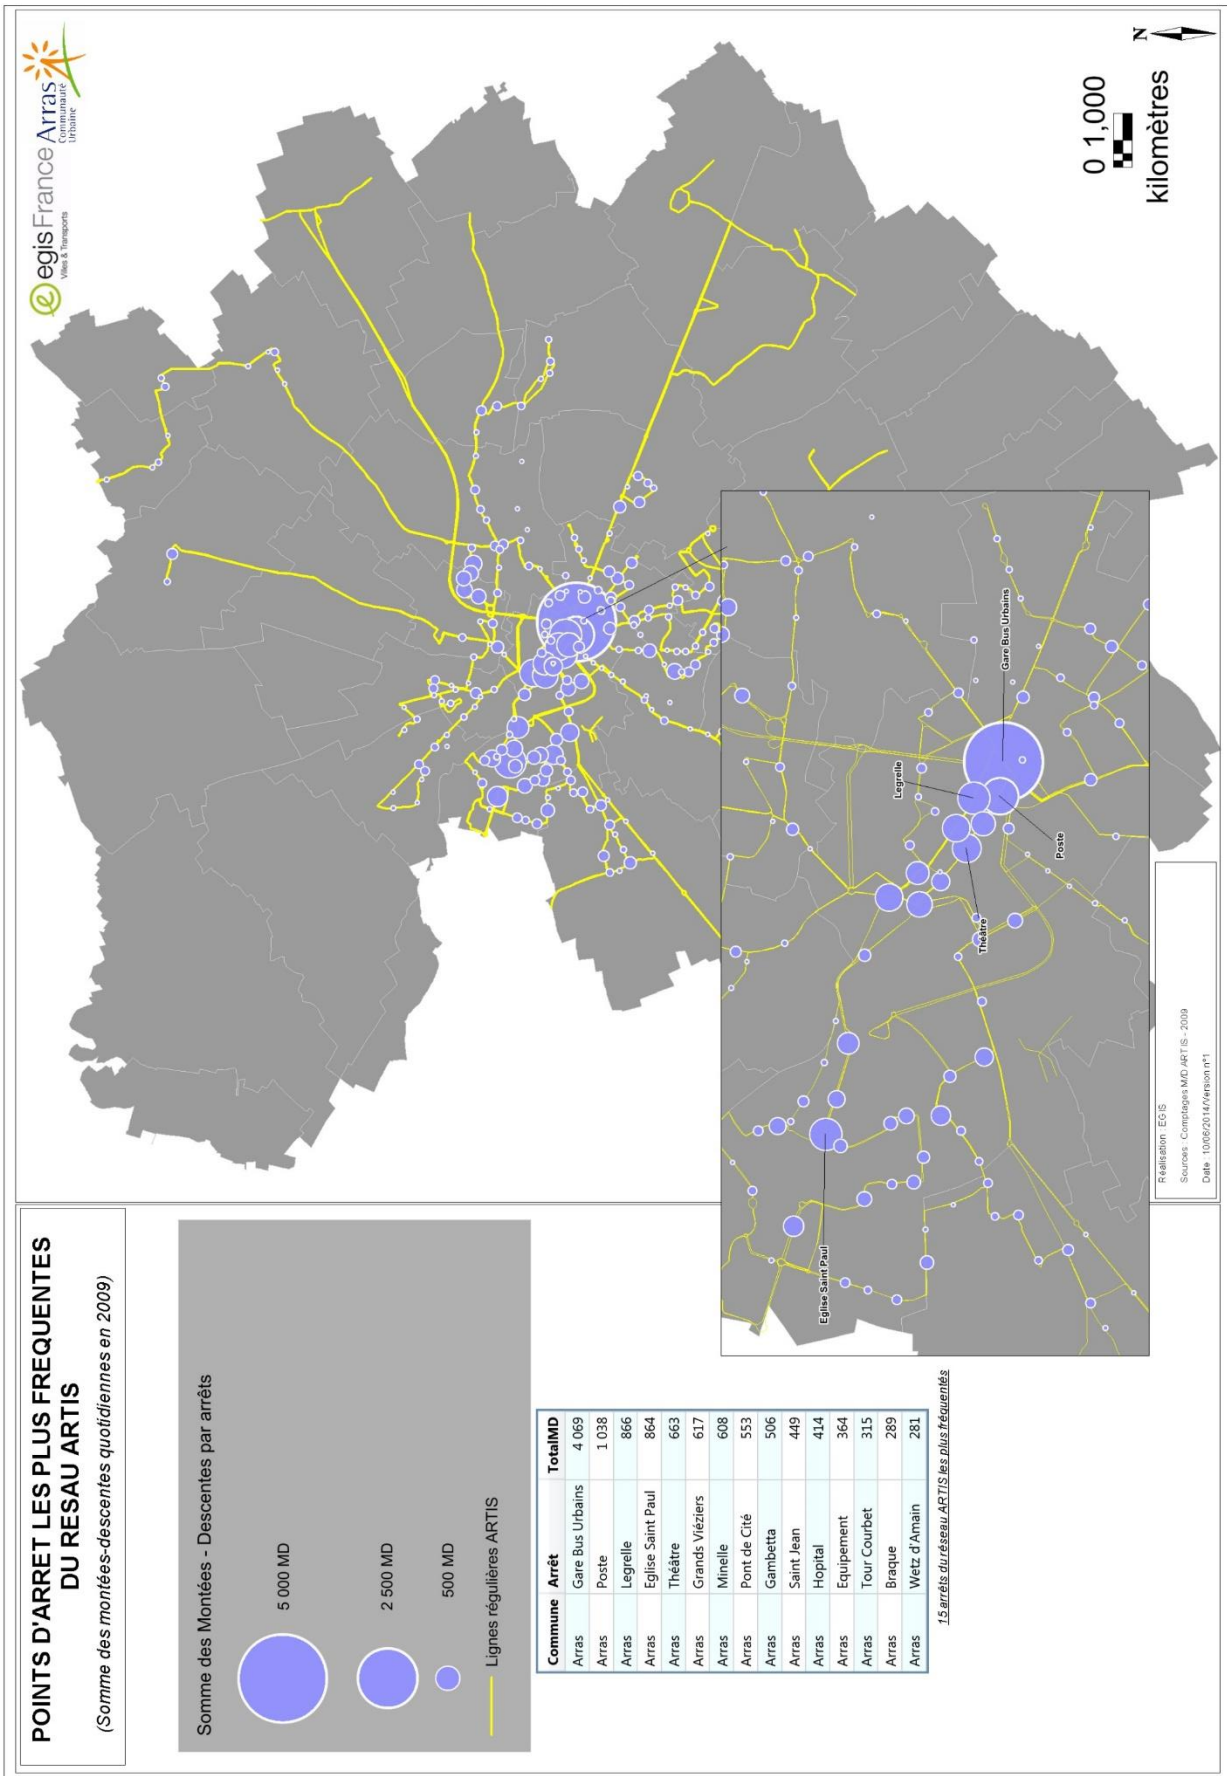 POINTS D'ARRET LES PLUS FREQUENTES
DU RESAU ARTIS
(Somme des montées-descentes quotidiennes en 2009)
Somme des Montées - Descentes par arrêts
5 000 MD
2 500 MD
500 MD
Lignes régulières ARTIS
Commune Arrêt TotalMD
Arras Gare Bus Urbains 4 069
Arras Poste 1 038
Arras Legrelle 866
Arras Eglise Saint Paul 864
Arras Théâtre 663
Arras Grands Viéziers 617
Arras Minelle 608
Arras Pont de Cité 553
Arras Gambetta 506
Arras Saint Jean 449
Arras Hopital 414
Arras Equipement 364
Arras Tour Courbet 315
Arras Braque 289
Arras Wetz d'Amain 281
15 arrêts du réseau ARTIS les plus fréquentés
egisFrance
Villes & Transports
Arras
Communauté
Urbaine
N
0 1,000
kilomètres
Eglise Saint Paul
Théâtre
Legrelle
Poste
Gare Bus Urbains
Réalisation : EGIS
Sources : Comptages M/D ARTIS - 2009
Date : 10/06/2014/Version n°1